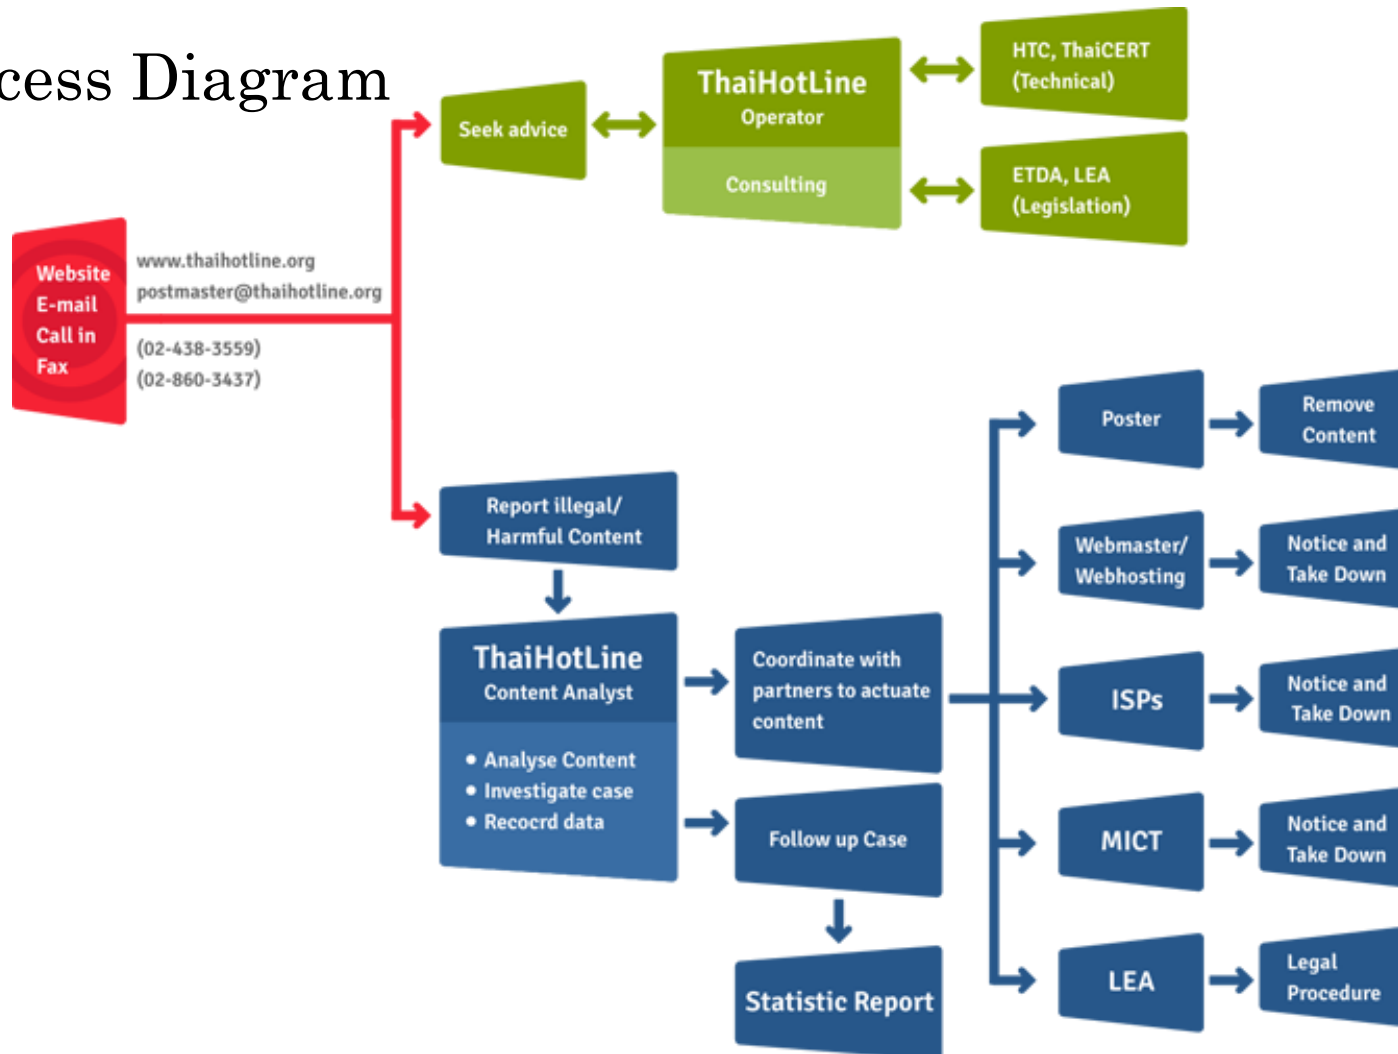 cess Diagram
Website
E-mail
Call in
Fax
www.thaihotline.org
postmaster@thaihotline.org
(02-438-3559)
(02-860-3437)
Seek advice
ThaiHotLine
Operator
Consulting
HTC, ThaiCERT
(Technical)
ETDA, LEA
(Legislation)
Report illegal/
Harmful Content
ThaiHotLine
Content Analyst
• Analyse Content
• Investigate case
• Recocrd data
Coordinate with
partners to actuate
content
Follow up Case
Statistic Report
Poster
Remove
Content
Webmaster/
Webhosting
Notice and
Take Down
ISPs
Notice and
Take Down
MICT
Notice and
Take Down
LEA
Legal
Procedure